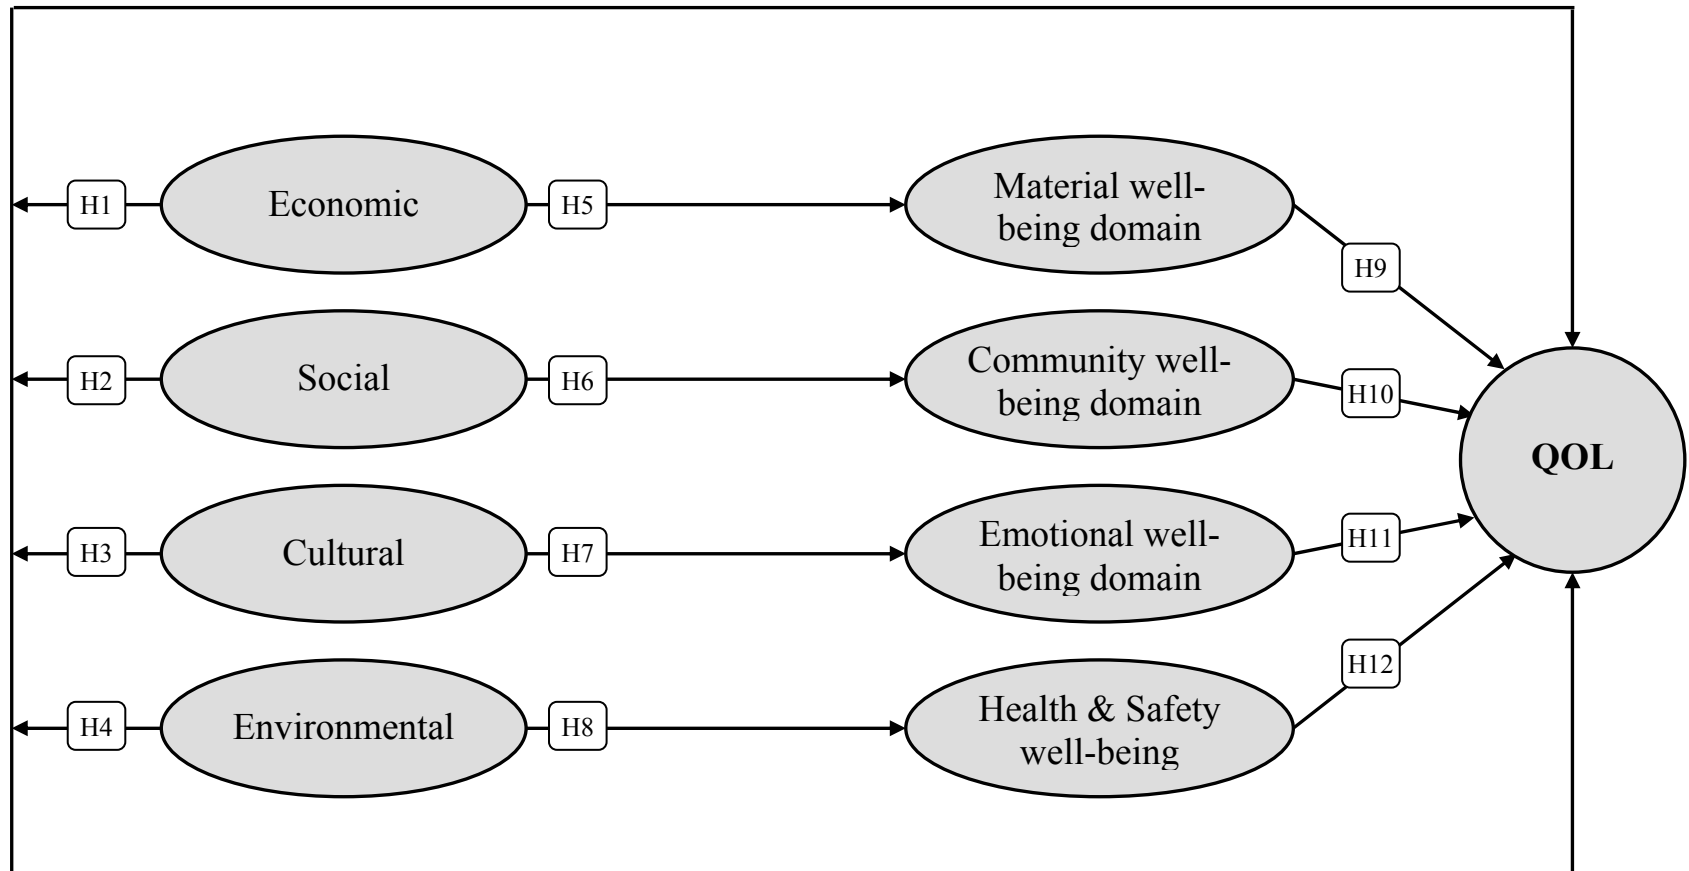 H1
Economic
H5
Material well-
being domain
H9
H2
Social
H6
Community well-
being domain
H10
QOL
H3
Cultural
H7
Emotional well-
being domain
H11
H4
Environmental
H8
Health & Safety
well-being
H12